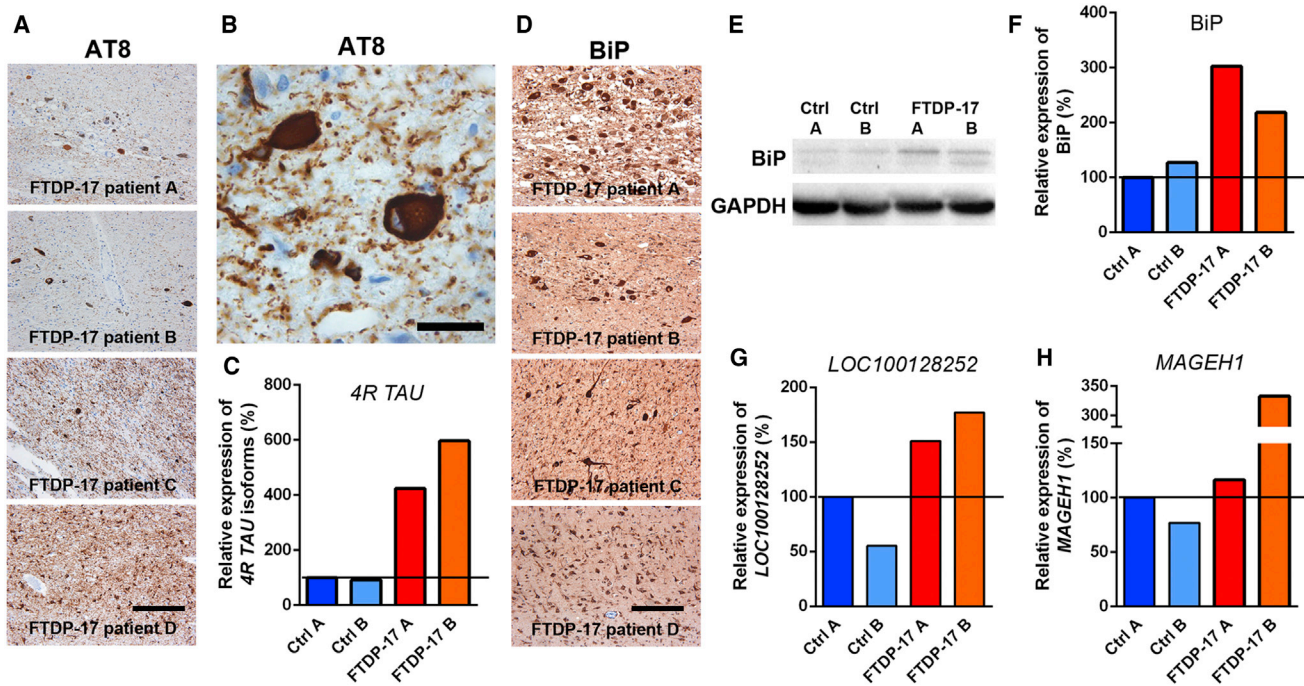 A
AT8
FTDP-17 patient A
FTDP-17 patient B
FTDP-17 patient C
FTDP-17 patient D
B
AT8
C
4R TAU
Relative expression of
4R TAU isoforms (%)
800
600
400
200
100
0
Ctrl A
Ctrl B
FTDP-17 A
FTDP-17 B
D
BiP
FTDP-17 patient A
FTDP-17 patient B
FTDP-17 patient C
FTDP-17 patient D
E
Ctrl Ctrl FTDP-17
A B A B
BiP
GAPDH
F
BiP
Relative expression of
BiP (%)
400
300
200
100
0
Ctrl A
Ctrl B
FTDP-17 A
FTDP-17 B
G
LOC100128252
Relative expression of
LOC100128252 (%)
200
150
100
50
0
Ctrl A
Ctrl B
FTDP-17 A
FTDP-17 B
H
MAGEH1
Relative expression of
MAGEH1 (%)
350
300
150
100
50
0
Ctrl A
Ctrl B
FTDP-17 A
FTDP-17 B